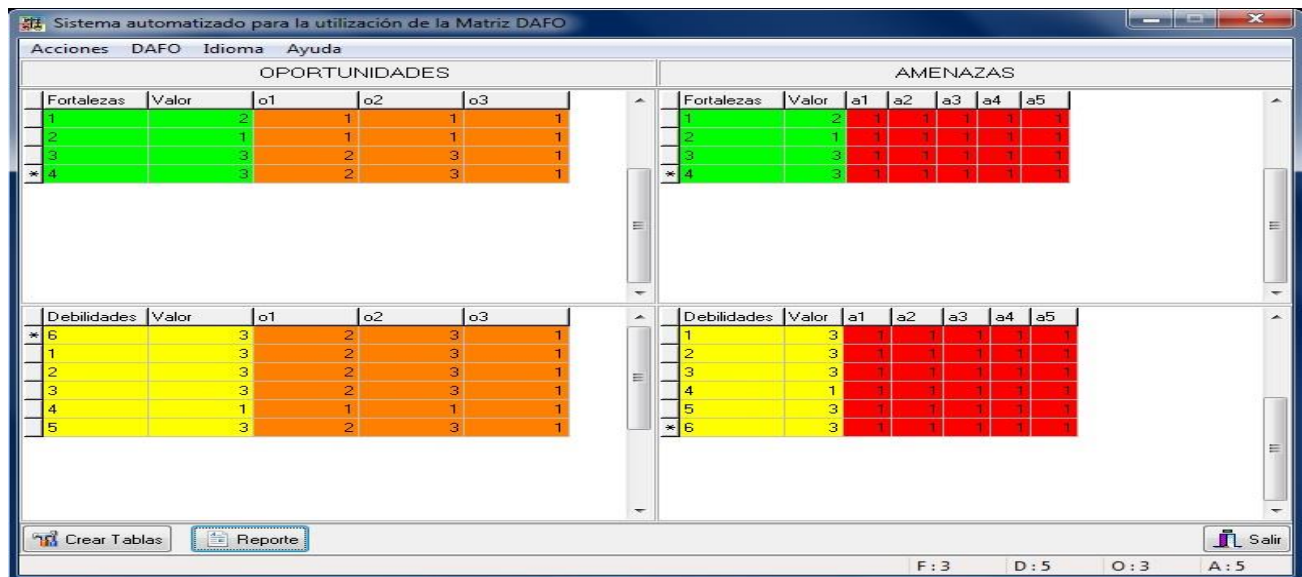 Sistema automatizado para la utilización de la Matriz DAFO
Acciones DAFO Idioma Ayuda
OPORTUNIDADES
Fortalezas Valor o1 o2 o3
1 2 1 1 1
2 1 1 1 1
3 3 2 3 1
* 4 3 2 3 1
Debilidades Valor o1 o2 o3
* 6 3 2 3 1
1 3 2 3 1
2 3 2 3 1
3 3 2 3 1
4 1 1 1 1
5 3 2 3 1
AMENAZAS
Fortalezas Valor a1 a2 a3 a4 a5
1 2 1 1 1 1 1
2 1 1 1 1 1 1
3 3 1 1 1 1 1
* 4 3 1 1 1 1 1
Debilidades Valor a1 a2 a3 a4 a5
1 3 1 1 1 1 1
2 3 1 1 1 1 1
3 3 1 1 1 1 1
4 1 1 1 1 1 1
5 3 1 1 1 1 1
* 6 3 1 1 1 1 1
Crear Tablas Reporte Salir
F : 3 D : 5 O : 3 A : 5